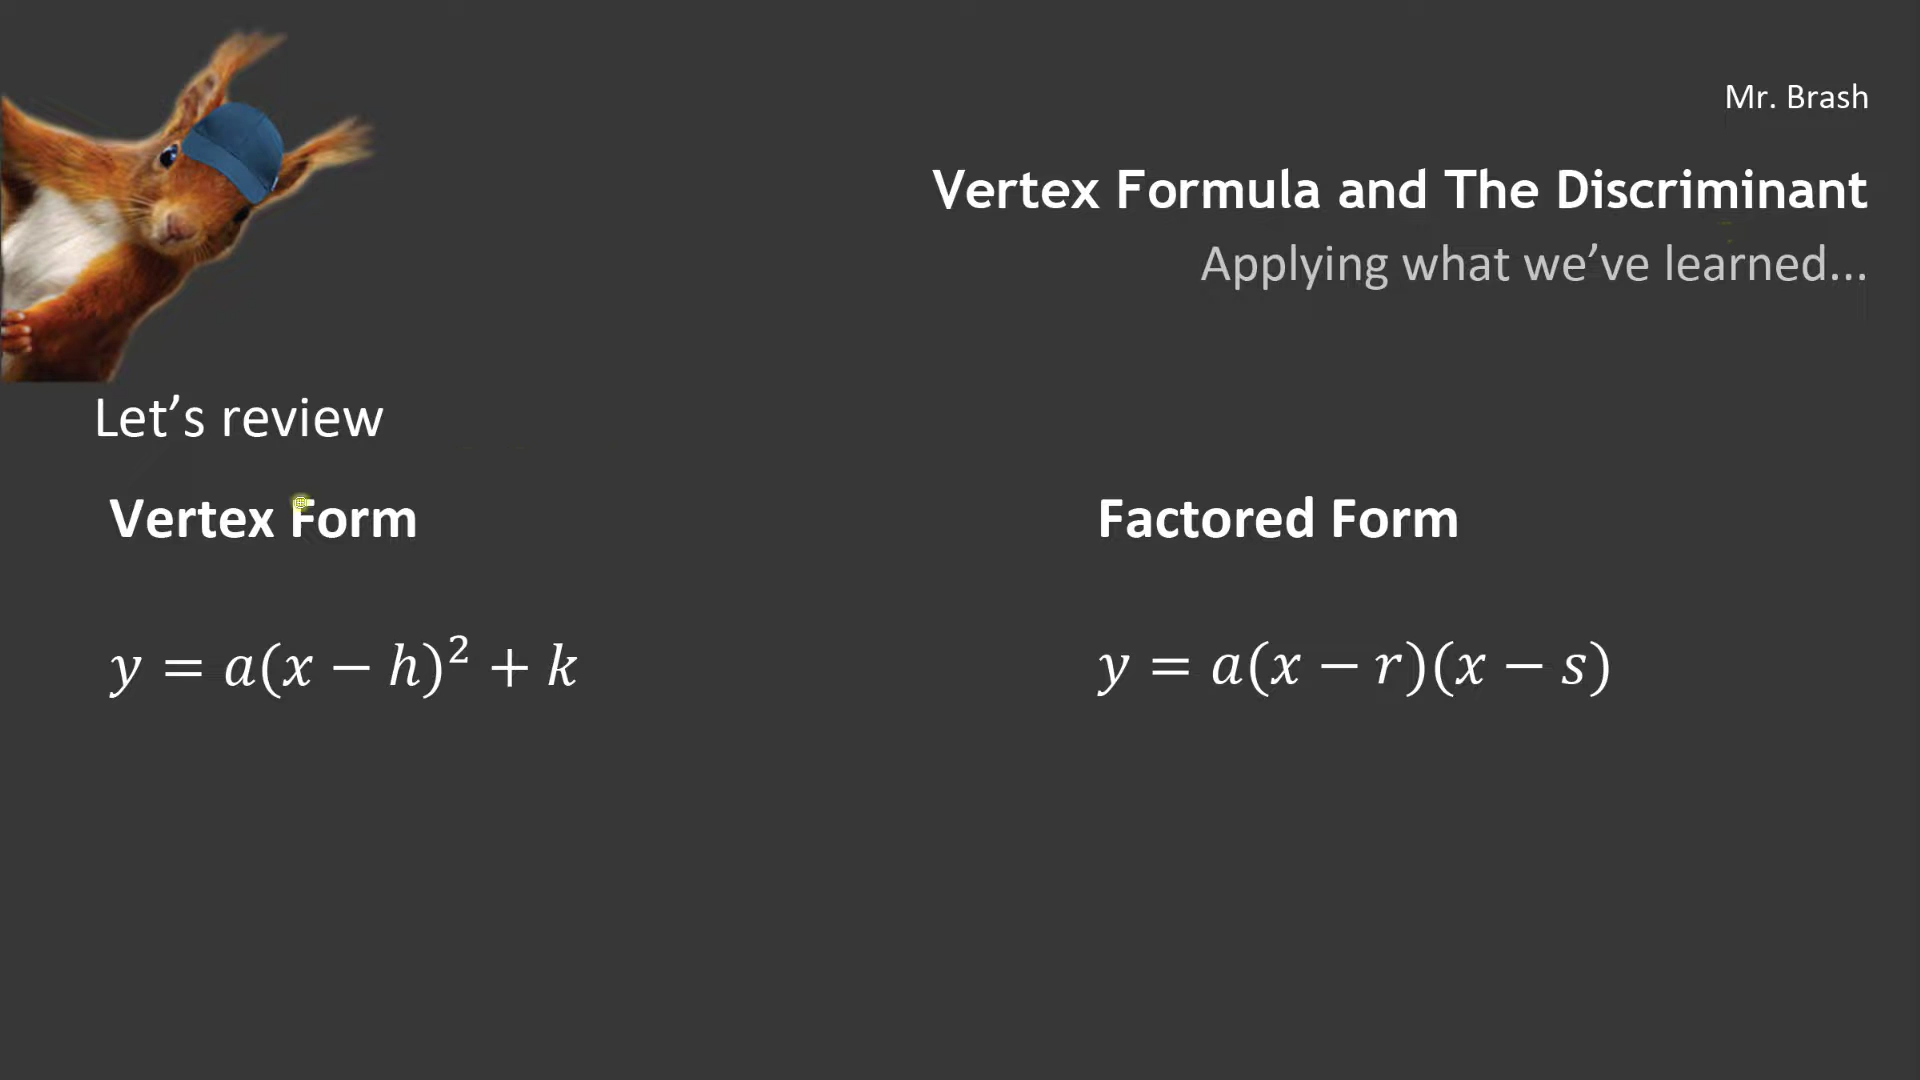 Mr. Brash
Vertex Formula and The Discriminant
Applying what we’ve learned...
Let’s review
Vertex Form
Factored Form
y = a(x − h)² + k
y = a(x − r)(x − s)